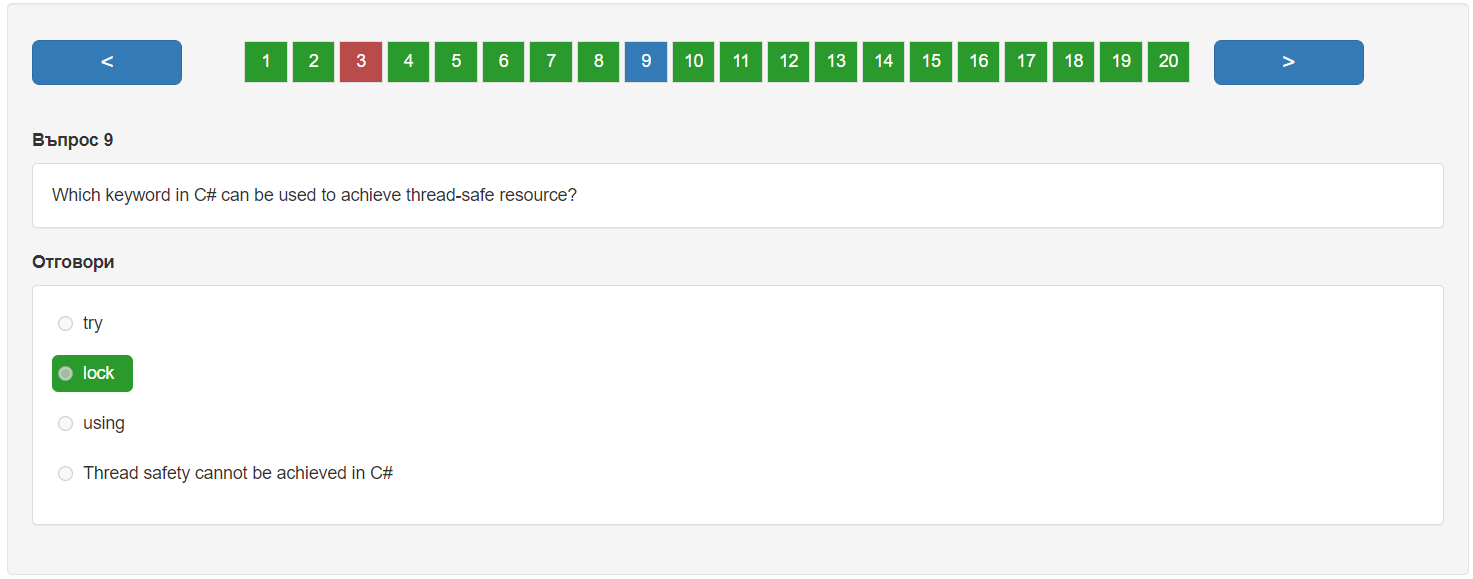 < 1 2 3 4 5 6 7 8 9 10 11 12 13 14 15 16 17 18 19 20 >
Въпрос 9
Which keyword in C# can be used to achieve thread-safe resource?
Отговори
try
lock
using
Thread safety cannot be achieved in C#